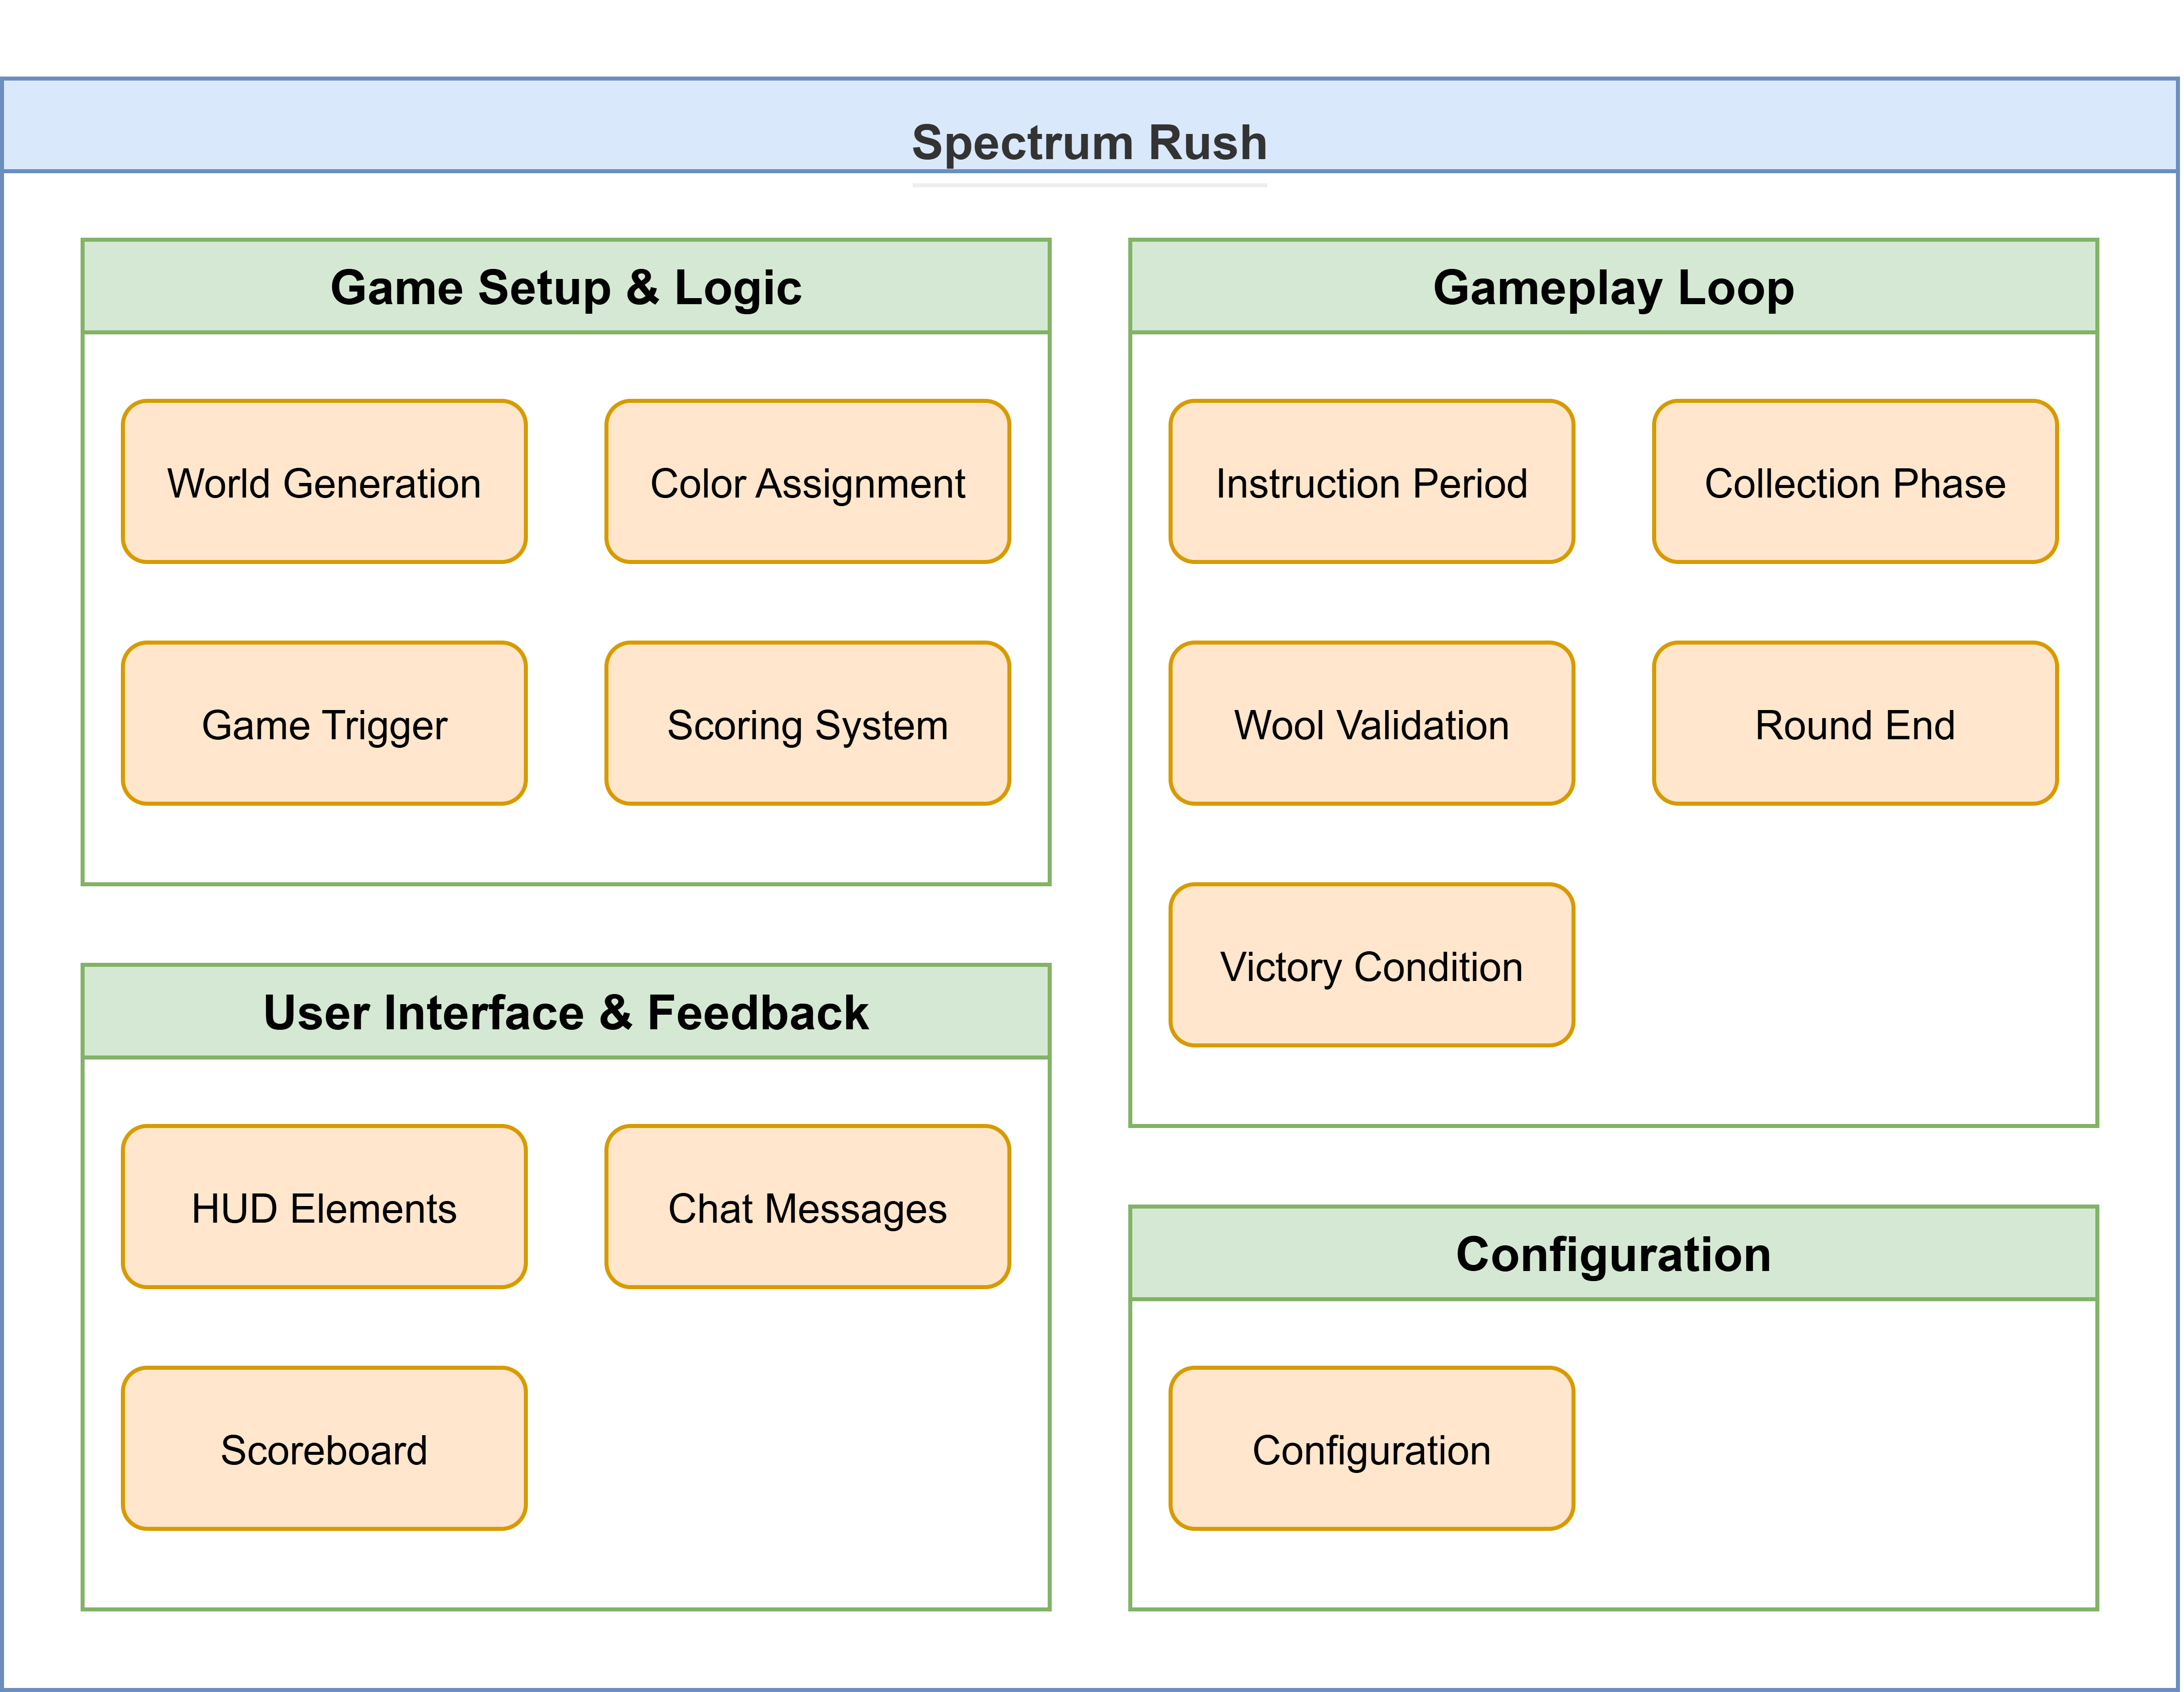 Spectrum Rush
Game Setup & Logic
World Generation
Color Assignment
Game Trigger
Scoring System
Gameplay Loop
Instruction Period
Collection Phase
Wool Validation
Round End
Victory Condition
User Interface & Feedback
HUD Elements
Chat Messages
Scoreboard
Configuration
Configuration